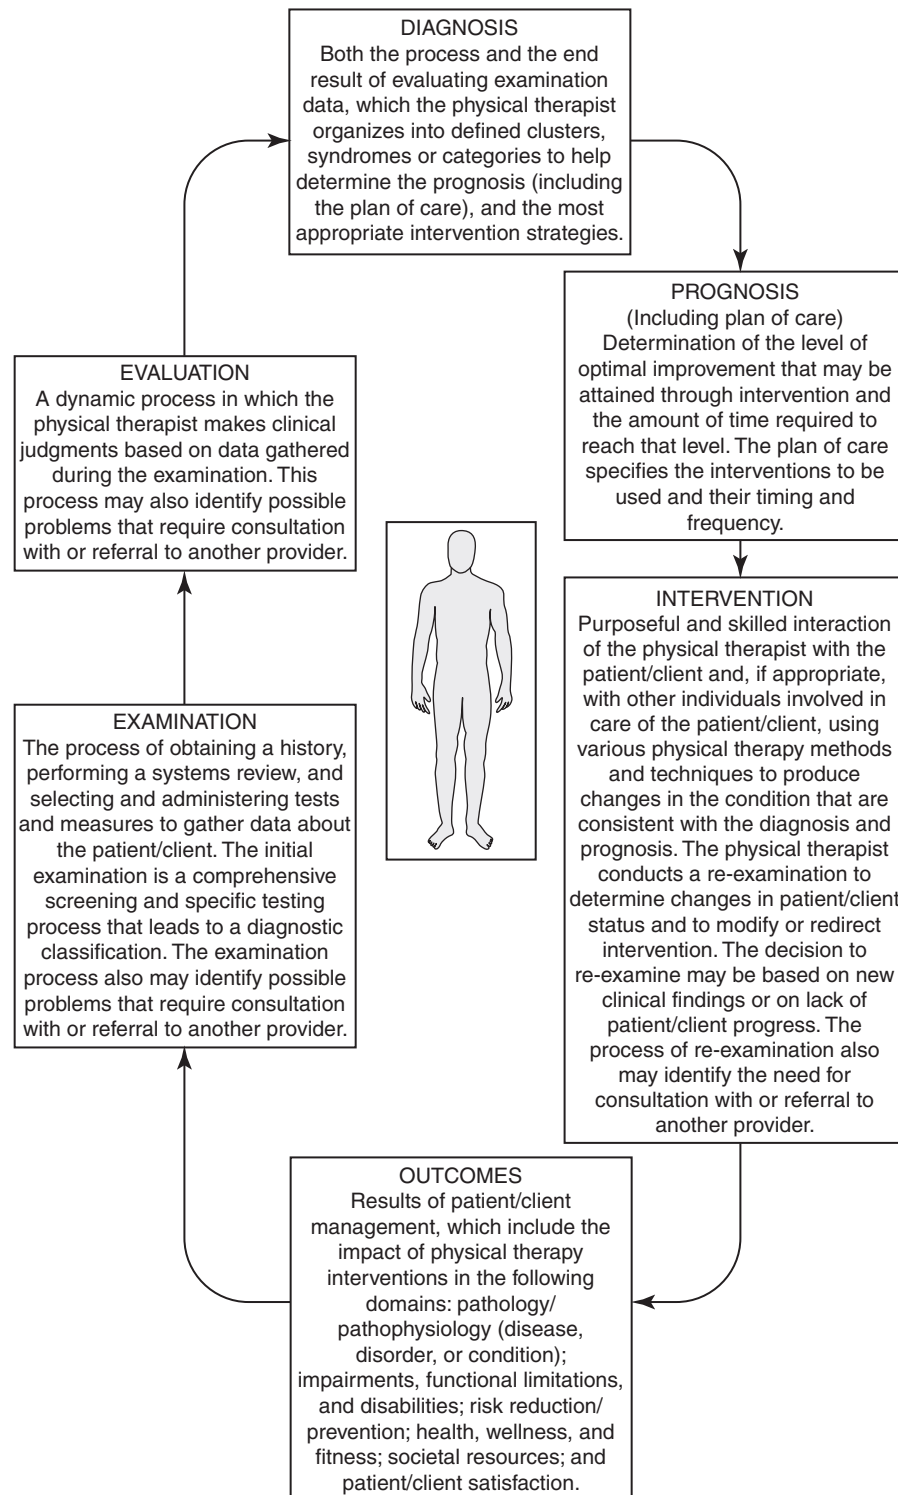 DIAGNOSIS
Both the process and the end
result of evaluating examination
data, which the physical therapist
organizes into defined clusters,
syndromes or categories to help
determine the prognosis (including
the plan of care), and the most
appropriate intervention strategies.
PROGNOSIS
(Including plan of care)
Determination of the level of
optimal improvement that may be
attained through intervention and
the amount of time required to
reach that level. The plan of care
specifies the interventions to be
used and their timing and
frequency.
EVALUATION
A dynamic process in which the
physical therapist makes clinical
judgments based on data gathered
during the examination. This
process may also identify possible
problems that require consultation
with or referral to another provider.
INTERVENTION
Purposeful and skilled interaction
of the physical therapist with the
patient/client and, if appropriate,
with other individuals involved in
care of the patient/client, using
various physical therapy methods
and techniques to produce
changes in the condition that are
consistent with the diagnosis and
prognosis. The physical therapist
conducts a re-examination to
determine changes in patient/client
status and to modify or redirect
intervention. The decision to
re-examine may be based on new
clinical findings or on lack of
patient/client progress. The
process of re-examination also
may identify the need for
consultation with or referral to
another provider.
EXAMINATION
The process of obtaining a history,
performing a systems review, and
selecting and administering tests
and measures to gather data about
the patient/client. The initial
examination is a comprehensive
screening and specific testing
process that leads to a diagnostic
classification. The examination
process also may identify possible
problems that require consultation
with or referral to another provider.
OUTCOMES
Results of patient/client
management, which include the
impact of physical therapy
interventions in the following
domains: pathology/
pathophysiology (disease,
disorder, or condition);
impairments, functional limitations,
and disabilities; risk reduction/
prevention; health, wellness, and
fitness; societal resources; and
patient/client satisfaction.